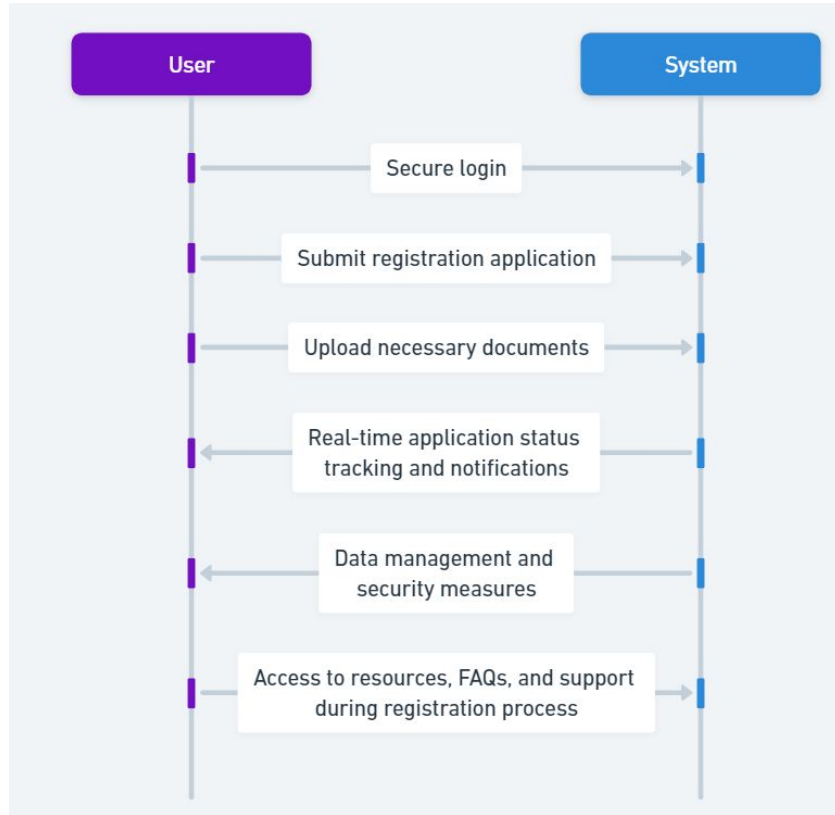 User
System
Secure login
Submit registration application
Upload necessary documents
Real-time application status
tracking and notifications
Data management and
security measures
Access to resources, FAQs, and support
during registration process